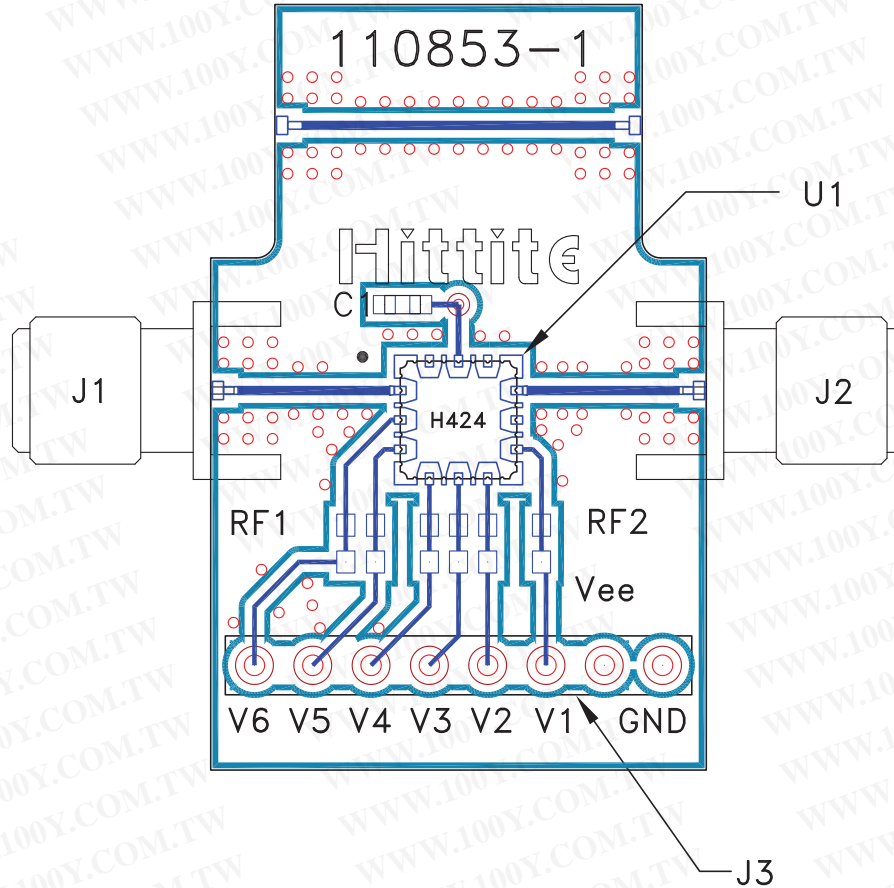 110853-1
U1
Hittite
C1
J1
H424
J2
RF1
RF2
Vee
V6 V5 V4 V3 V2 V1 GND
J3
WWW.100Y.COM.TW